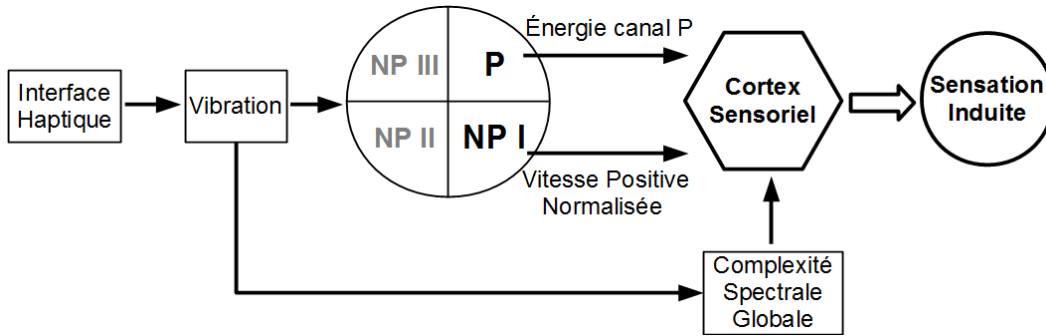 Interface
Haptique
Vibration
NP III
P
NP II
NP I
Énergie canal P
Vitesse Positive
Normalisée
Cortex
Sensoriel
Sensation
Induite
Complexité
Spectrale
Globale